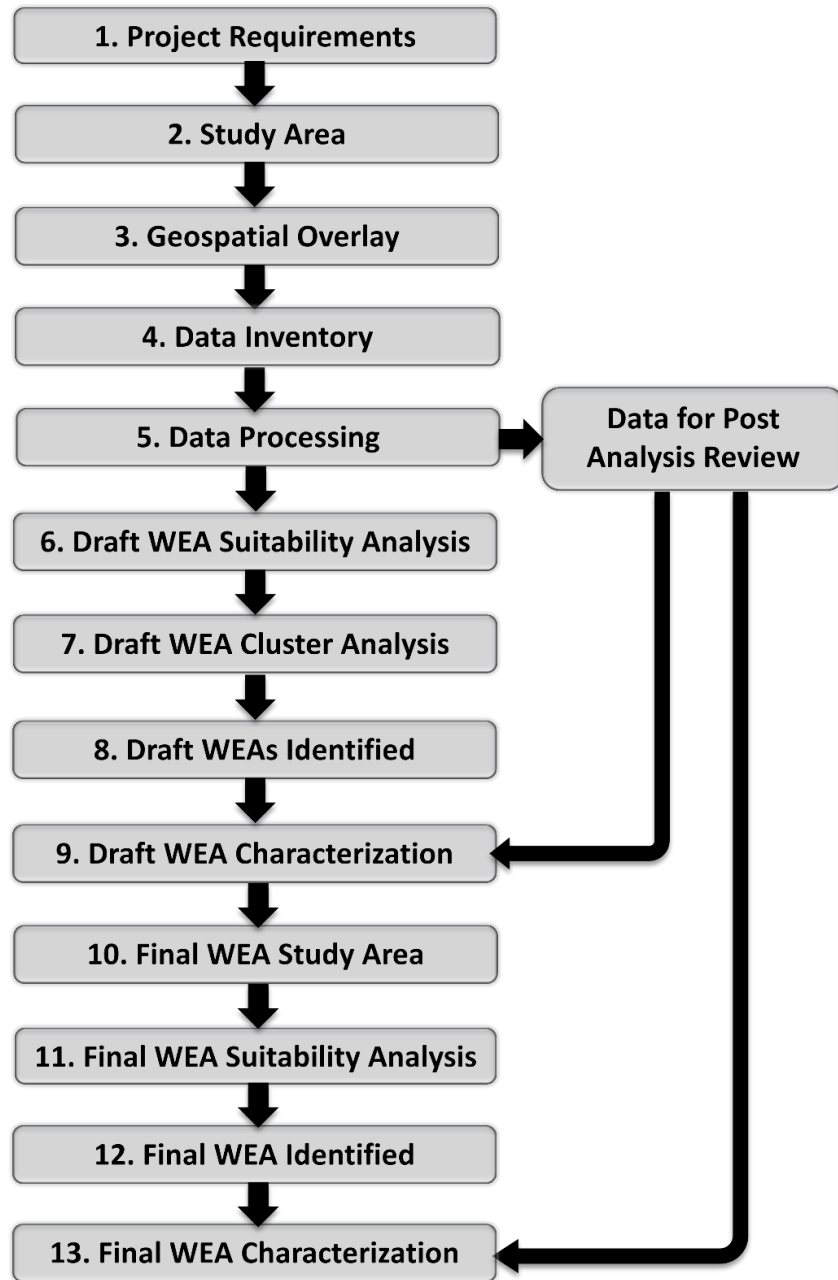 1. Project Requirements
2. Study Area
3. Geospatial Overlay
4. Data Inventory
5. Data Processing
Data for Post
Analysis Review
6. Draft WEA Suitability Analysis
7. Draft WEA Cluster Analysis
8. Draft WEAs Identified
9. Draft WEA Characterization
10. Final WEA Study Area
11. Final WEA Suitability Analysis
12. Final WEA Identified
13. Final WEA Characterization